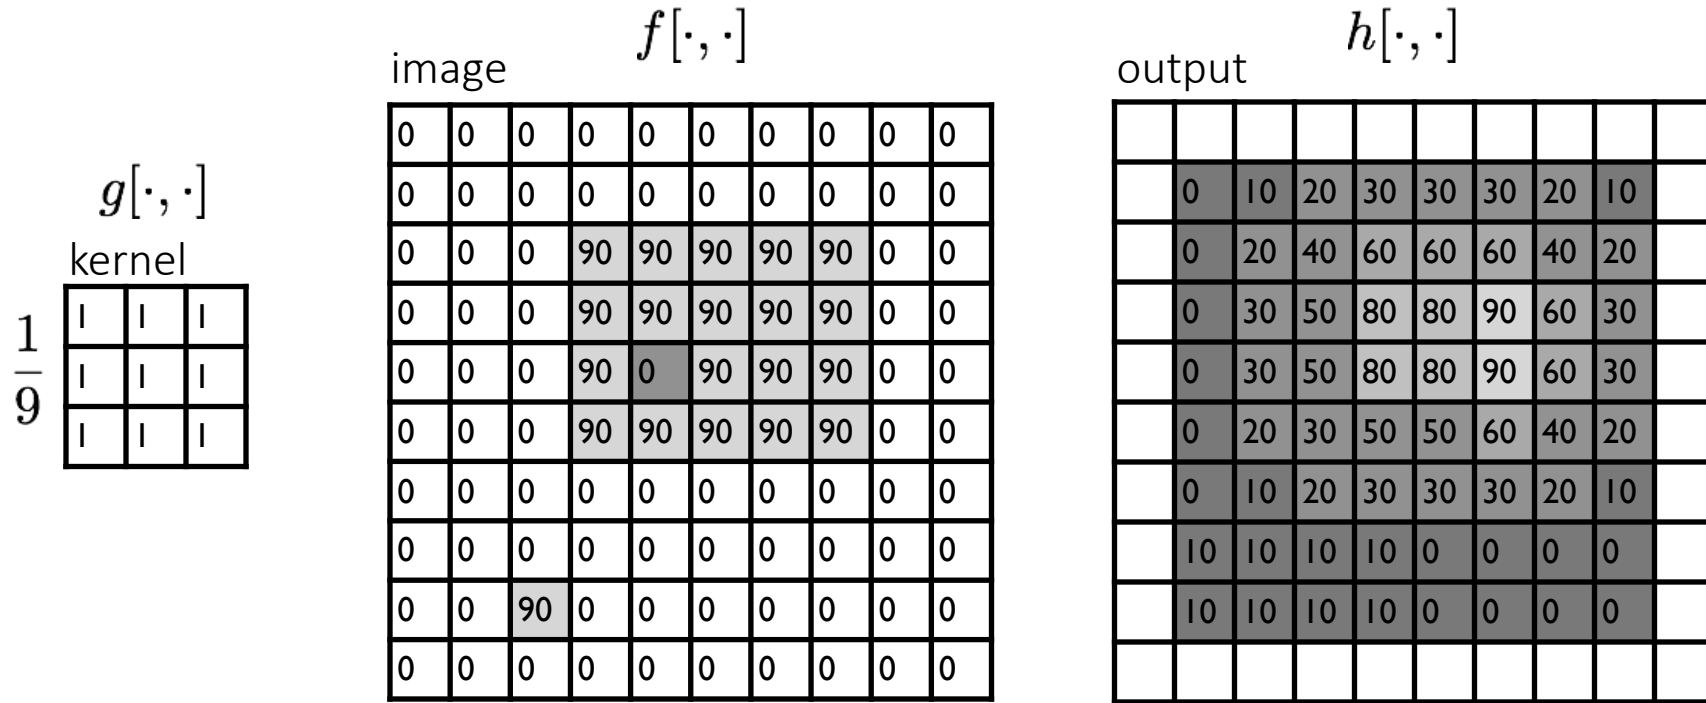 g[·, ·]
kernel
1/9
1 1 1
1 1 1
1 1 1
f[·, ·]
image
0 0 0 0 0 0 0 0 0 0
0 0 0 0 0 0 0 0 0 0
0 0 0 90 90 90 90 90 0 0
0 0 0 90 90 90 90 90 0 0
0 0 0 90 0 90 90 90 0 0
0 0 0 90 90 90 90 90 0 0
0 0 0 0 0 0 0 0 0 0
0 0 0 0 0 0 0 0 0 0
0 0 90 0 0 0 0 0 0 0
0 0 0 0 0 0 0 0 0 0
h[·, ·]
output
0 10 20 30 30 30 20 10
0 20 40 60 60 60 40 20
0 30 50 80 80 90 60 30
0 30 50 80 80 90 60 30
0 20 30 50 50 60 40 20
0 10 20 30 30 30 20 10
10 10 10 10 0 0 0 0
10 10 10 10 0 0 0 0